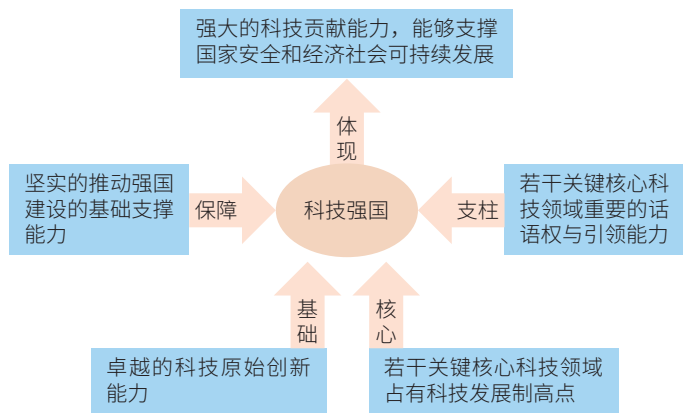 强大的科技贡献能力，能够支撑
国家安全和经济社会可持续发展
体
现
坚实的推动强国
建设的基础支撑
能力
保障
科技强国
支柱
若干关键核心科
技领域重要的话
语权与引领能力
基
础
核
心
卓越的科技原始创新
能力
若干关键核心科技领域
占有科技发展制高点